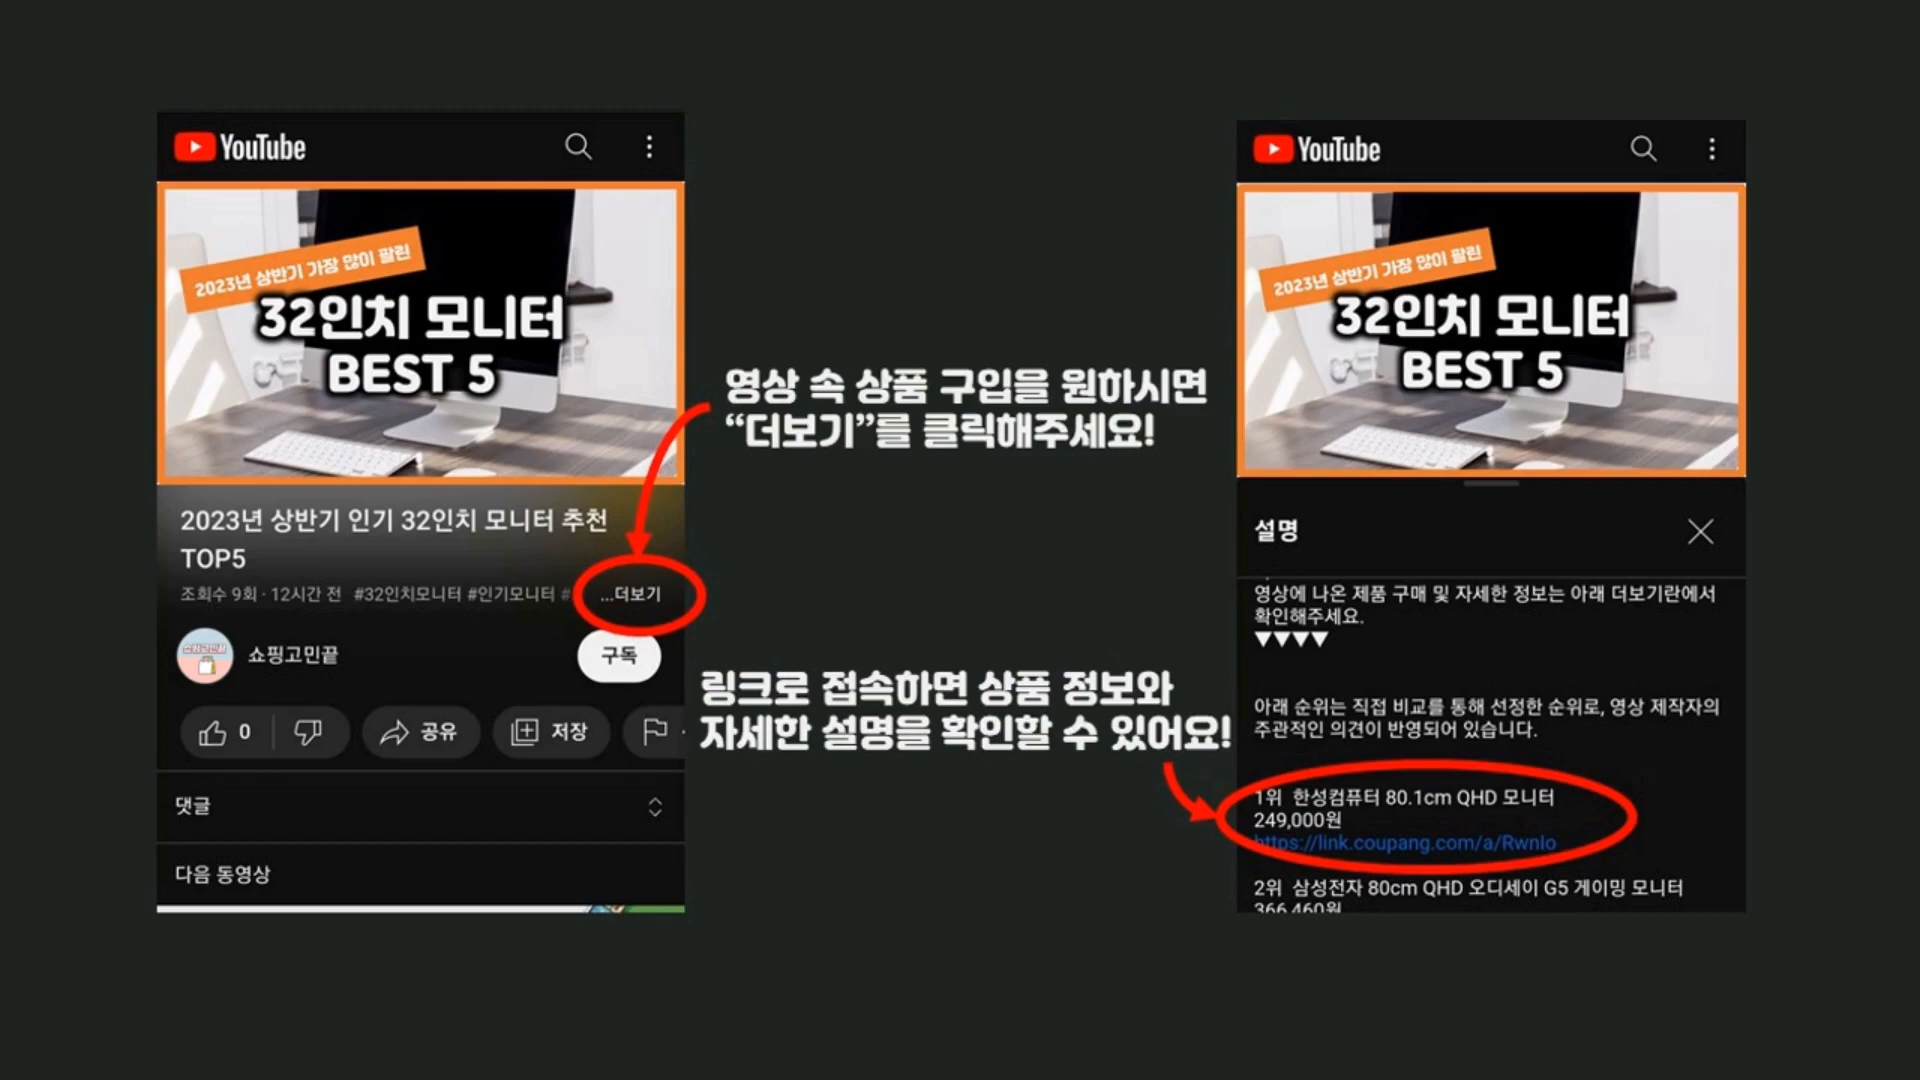 YouTube
2023년 상반기 가장 많이 팔린
32인치 모니터
BEST 5
2023년 상반기 인기 32인치 모니터 추천
TOP5
조회수 9회 · 12시간 전 #32인치모니터 #인기모니터 # ...더보기
쇼핑고민끝
쇼핑고민끝
구독
0
공유
저장
댓글
다음 동영상
영상 속 상품 구입을 원하시면
“더보기”를 클릭해주세요!
링크로 접속하면 상품 정보와
자세한 설명을 확인할 수 있어요!
YouTube
2023년 상반기 가장 많이 팔린
32인치 모니터
BEST 5
설명
영상에 나온 제품 구매 및 자세한 정보는 아래 더보기란에서
확인해주세요.
▼▼▼▼
아래 순위는 직접 비교를 통해 선정한 순위로, 영상 제작자의
주관적인 의견이 반영되어 있습니다.
1위 한성컴퓨터 80.1cm QHD 모니터
249,000원
https://link.coupang.com/a/RwnIo
2위 삼성전자 80cm QHD 오디세이 G5 게이밍 모니터
366,460원